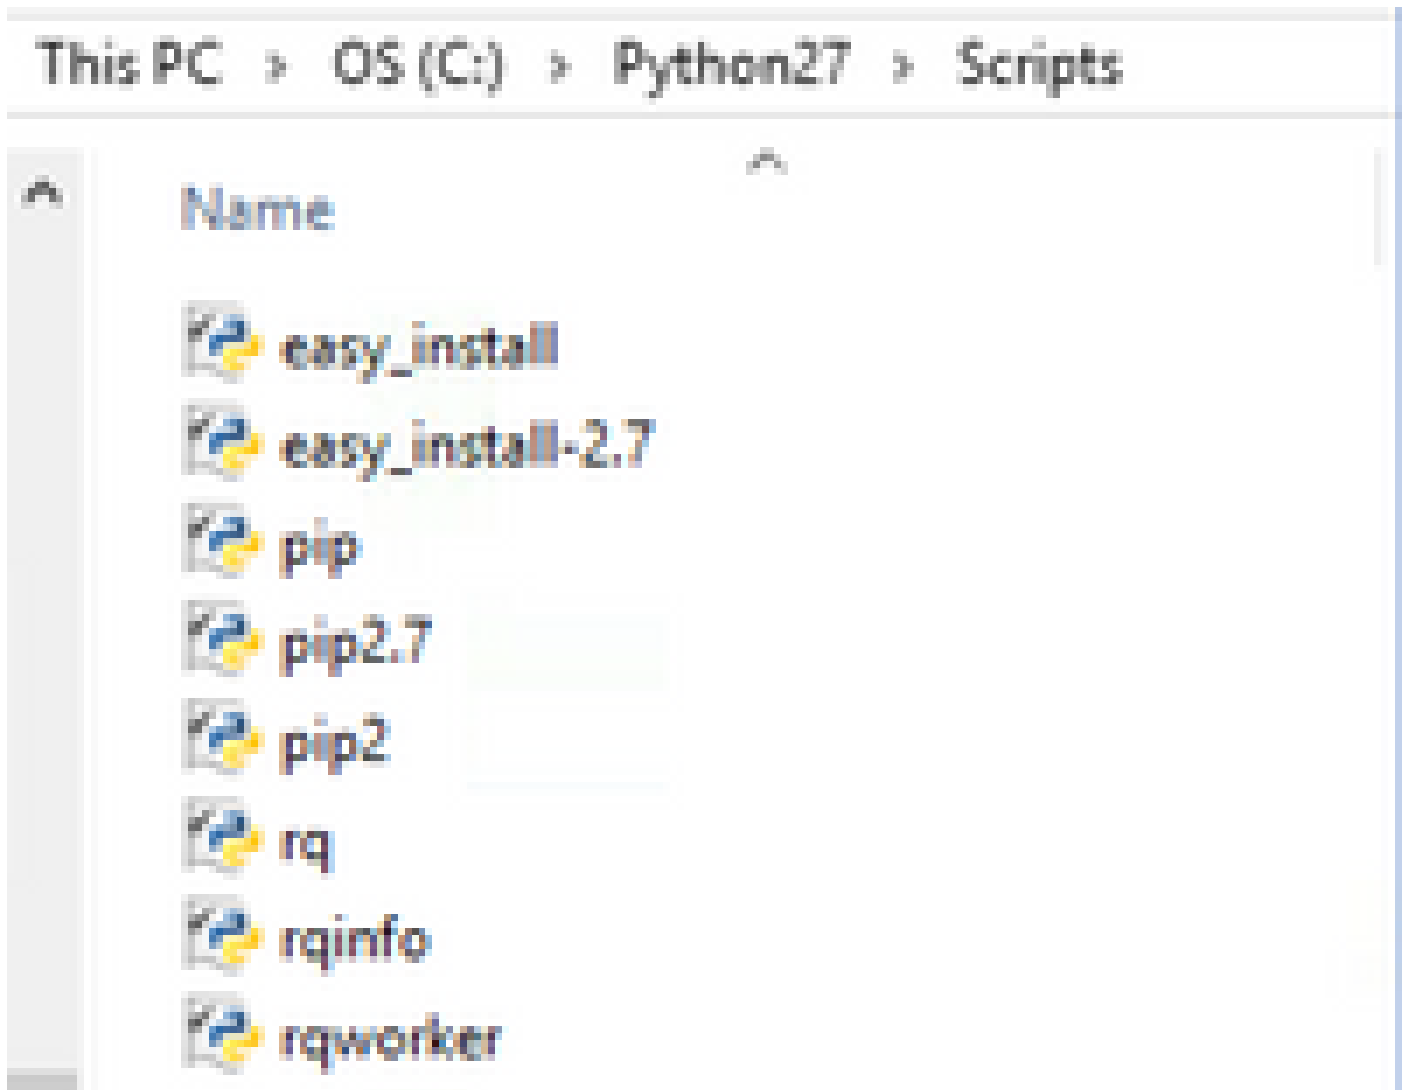 This PC > OS (C:) > Python27 > Scripts
Name
easy_install
easy_install-2.7
pip
pip2.7
pip2
rq
rqinfo
rqworker